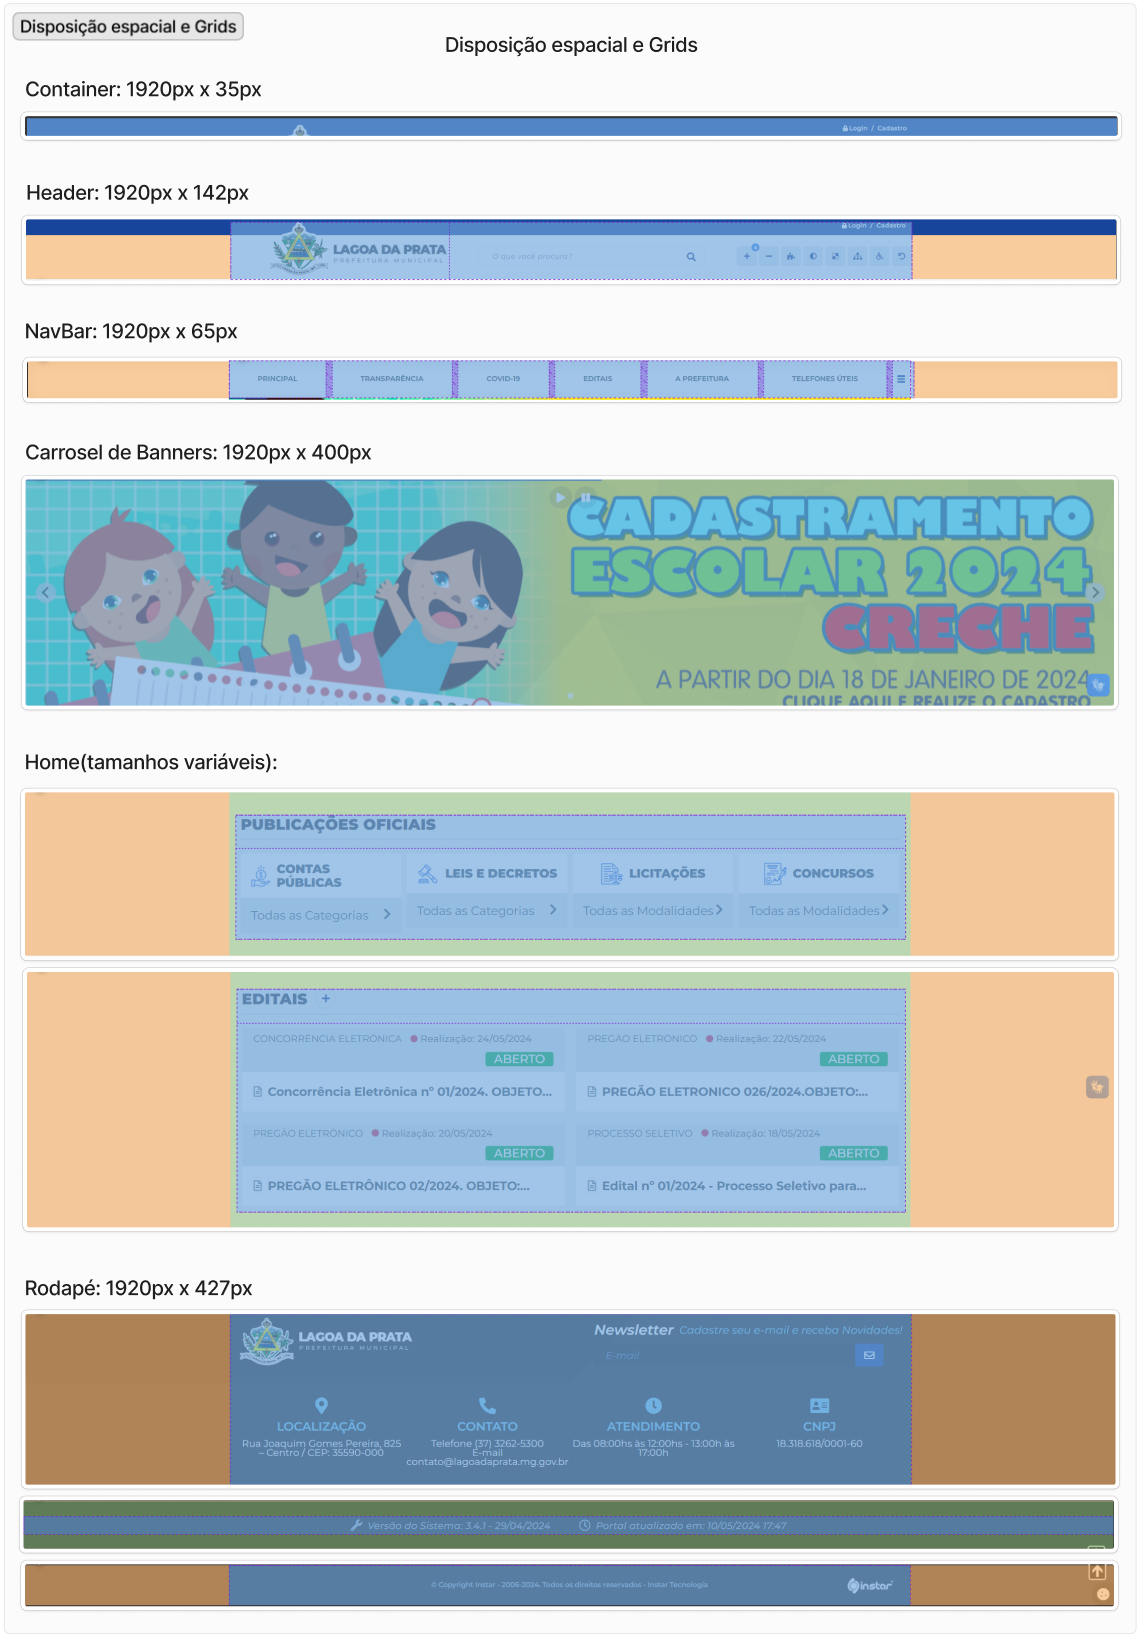 Disposição espacial e Grids
Disposição espacial e Grids
Container: 1920px x 35px
Login / Cadastro
Header: 1920px x 142px
Login / Cadastro
LAGOA DA PRATA
PREFEITURA MUNICIPAL
O que você procura?
NavBar: 1920px x 65px
PRINCIPAL TRANSPARÊNCIA COVID-19 EDITAIS A PREFEITURA TELEFONES ÚTEIS
Carrosel de Banners: 1920px x 400px
CADASTRAMENTO
ESCOLAR 2024
CRECHE
A PARTIR DO DIA 18 DE JANEIRO DE 2024
CLIQUE AQUI E REALIZE O CADASTRO
Home(tamanhos variáveis):
PUBLICAÇÕES OFICIAIS
CONTAS
PÚBLICAS
Todas as Categorias
LEIS E DECRETOS
Todas as Categorias
LICITAÇÕES
Todas as Modalidades
CONCURSOS
Todas as Modalidades
EDITAIS +
CONCORRÊNCIA ELETRÔNICA Realização: 24/05/2024
ABERTO
Concorrência Eletrônica nº 01/2024. OBJETO...
PREGÃO ELETRÔNICO Realização: 22/05/2024
ABERTO
PREGÃO ELETRONICO 026/2024.OBJETO:...
PREGÃO ELETRÔNICO Realização: 20/05/2024
ABERTO
PREGÃO ELETRÔNICO 02/2024. OBJETO:...
PROCESSO SELETIVO Realização: 18/05/2024
ABERTO
Edital nº 01/2024 - Processo Seletivo para...
Rodapé: 1920px x 427px
LAGOA DA PRATA
PREFEITURA MUNICIPAL
Newsletter Cadastre seu e-mail e receba Novidades!
E-mail
LOCALIZAÇÃO
Rua Joaquim Gomes Pereira, 825
– Centro / CEP: 35590-000
CONTATO
Telefone (37) 3262-5300
E-mail
contato@lagoadaprata.mg.gov.br
ATENDIMENTO
Das 08:00hs às 12:00hs - 13:00h às
17:00h
CNPJ
18.318.618/0001-60
Versão do Sistema: 3.4.1 - 29/04/2024 Portal atualizado em: 10/05/2024 17:47
© Copyright Instar - 2006-2024. Todos os direitos reservados - Instar Tecnologia
instar